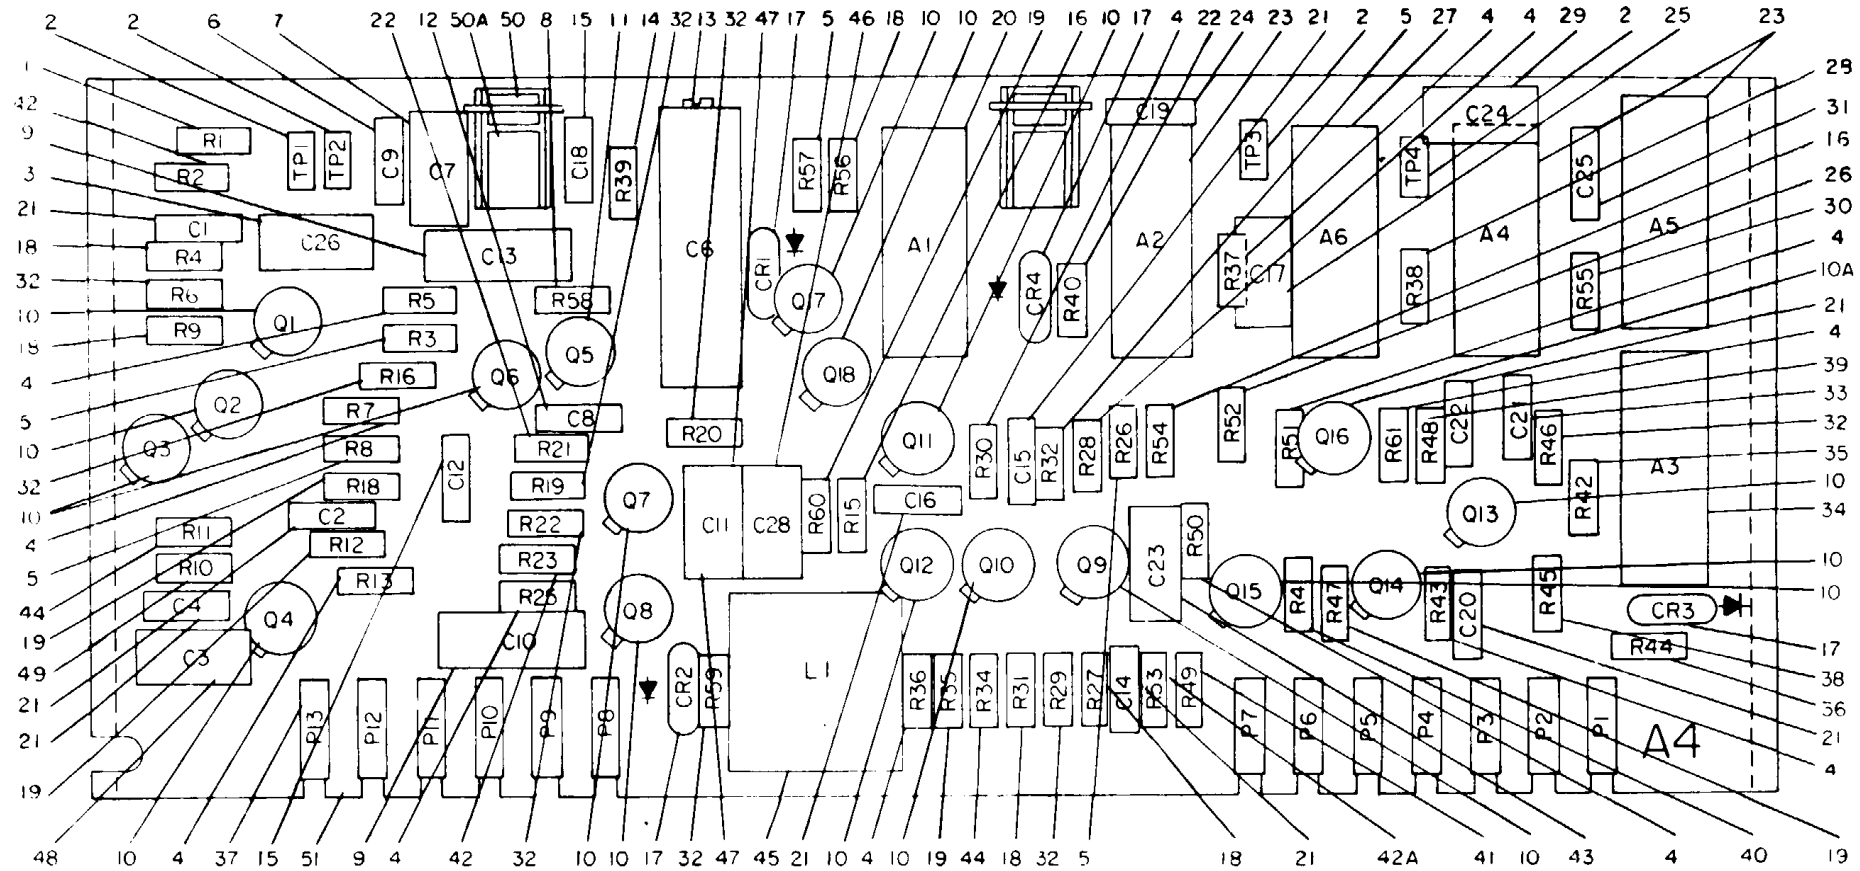 2 2 6 7 22 12 50A 50 8 15 11 14 32 13 32 47 17 5 46 18 10 10 20 19 16 10 17 4 22 24 23 21 2 5 27 4 4 29 2 25 23
1
42
9
3
21
18
32
10
18
4
5
10
32
10
4
5
44
19
49
21
21
19
R1
R2
TP1
TP2
C9
C7
C18
R39
C1
C26
R4
C13
R6
R9
Q1
R5
R58
R3
Q5
R16
Q6
Q2
R7
C8
Q3
R8
C12
R21
R18
R19
C2
R11
R12
R22
R10
R23
R13
R25
C4
Q4
C10
C3
P13
P12
P11
P10
P9
P8
C6
R57
R56
A1
CR1
Q17
Q18
R20
Q7
Q8
C11
C28
R60
R15
Q11
C16
Q12
Q10
L1
CR2
R59
R36
R35
R34
R31
R29
R27
C14
R53
R49
C19
A2
CR4
R40
R30
C15
R32
R28
R26
R54
R52
Q9
C23
R50
Q15
TP3
R37
C17
A6
TP4
R38
C24
A4
C25
R55
A5
R51
Q16
R61
R48
C22
C21
R46
R42
Q13
A3
R41
R47
Q14
R43
C20
R45
CR3
R44
P7
P6
P5
P4
P3
P2
P1
A4
28
31
16
26
30
4
10A
21
4
39
33
32
35
10
34
10
10
17
38
36
21
4
48 10 4 37 15 51 9 4 42 32 10 10 17 32 47 45 21 10 4 10 19 44 18 32 5 18 21 42A 41 10 43 4 40 19